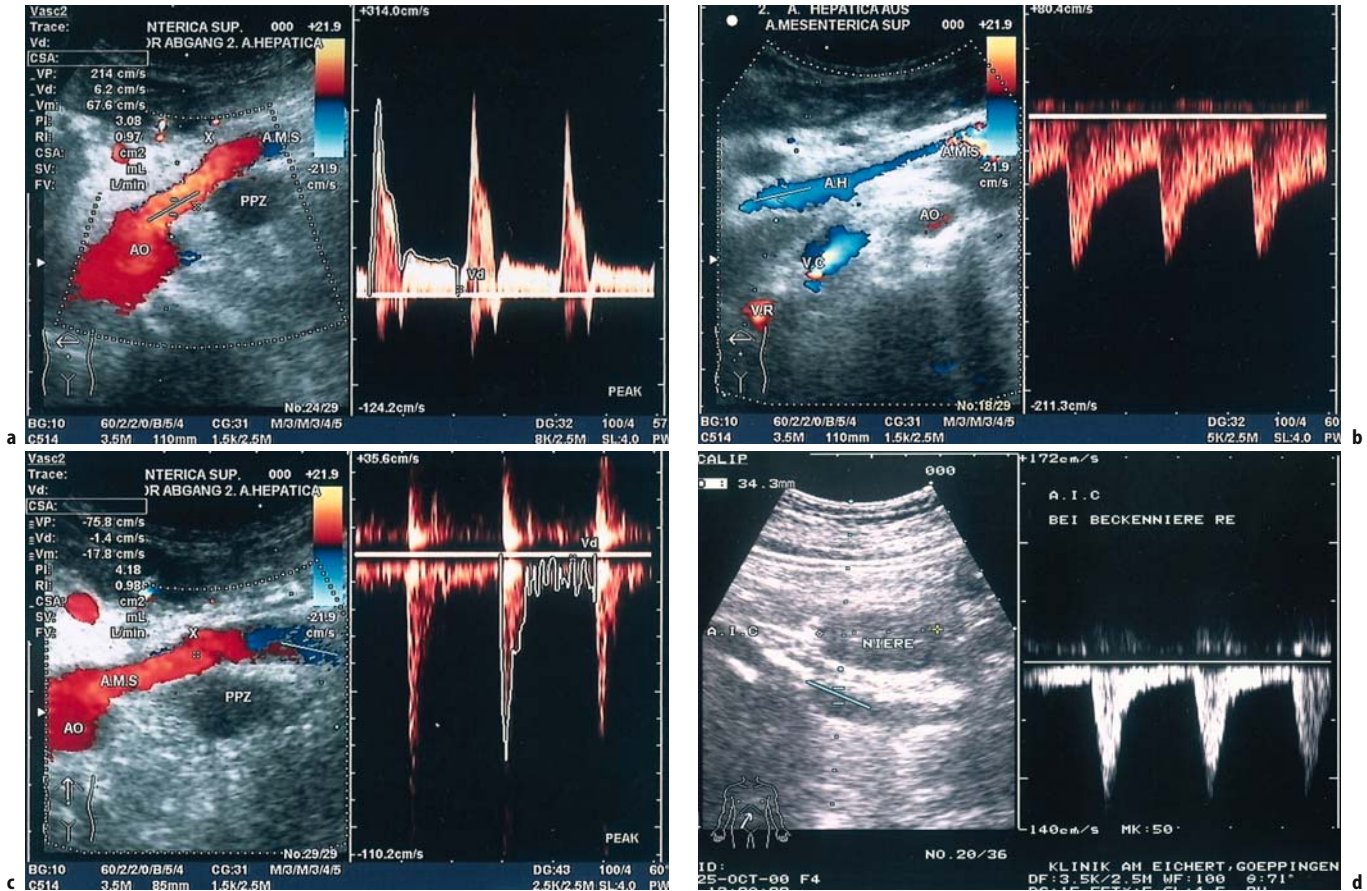 Vasc2
Trace:
Vd:
CSA:
VP: 214 cm/s
Vd: 6.2 cm/s
Vm: 67.6 cm/s
PI: 3.08
RI: 0.97
CSA: cm2
SV: mL
FV: L/min
NTERICA SUP. 000 +21.9
OR ABGANG 2. A.HEPATICA
X
A.M.S
-21.9
cm/s
PPZ
AO
No.24/29
+314.0cm/s
Vd
PEAK
-124.2cm/s
BG:10 60/2/2/0/B/5/4 CG:31 M/3/M/3/4/5 DG:32 100/4 57
C514 3.5M 110mm 1.5k/2.5M 8K/2.5M SL:4.0 PW
a
2. A. HEPATICA AUS
A.MESENTERICA SUP 000 +21.9
A.M.S
-21.9
cm/s
A.H
AO
V.C
V.R
No.18/29
+80.4cm/s
-211.3cm/s
BG:10 60/2/2/0/B/5/4 CG:31 M/3/M/3/4/5 DG:32 100/4 60
C514 3.5M 110mm 1.5k/2.5M 5K/2.5M SL:4.0 PW
b
Vasc2
Trace:
Vd:
CSA:
VP: -75.8 cm/s
Vd: -1.4 cm/s
Vm: -17.8 cm/s
PI: 4.18
RI: 0.98
CSA: cm2
SV: mL
FV: L/min
NTERICA SUP. 000 +21.9
OR ABGANG 2. A.HEPATICA
-21.9
cm/s
X
A.M.S
PPZ
AO
No.29/29
+35.6cm/s
Vd
PEAK
-110.2cm/s
BG:10 60/2/2/0/B/5/4 CG:31 M/3/M/3/4/5 DG:43 100/4 60°
C514 3.5M 85mm 1.5k/2.5M 2.5K/2.5M SL:4.0 PW
c
CALIP
: 34.3mm
000
A.I.C
NIERE
NO.20/36
+172cm/s
A.I.C
BEI BECKENNIERE RE
-140cm/s MK:50
ID: KLINIK AM EICHERT,GOEPPINGEN
25-OCT-00 F4 DF:3.5K/2.5M WF:100 θ:71°
d